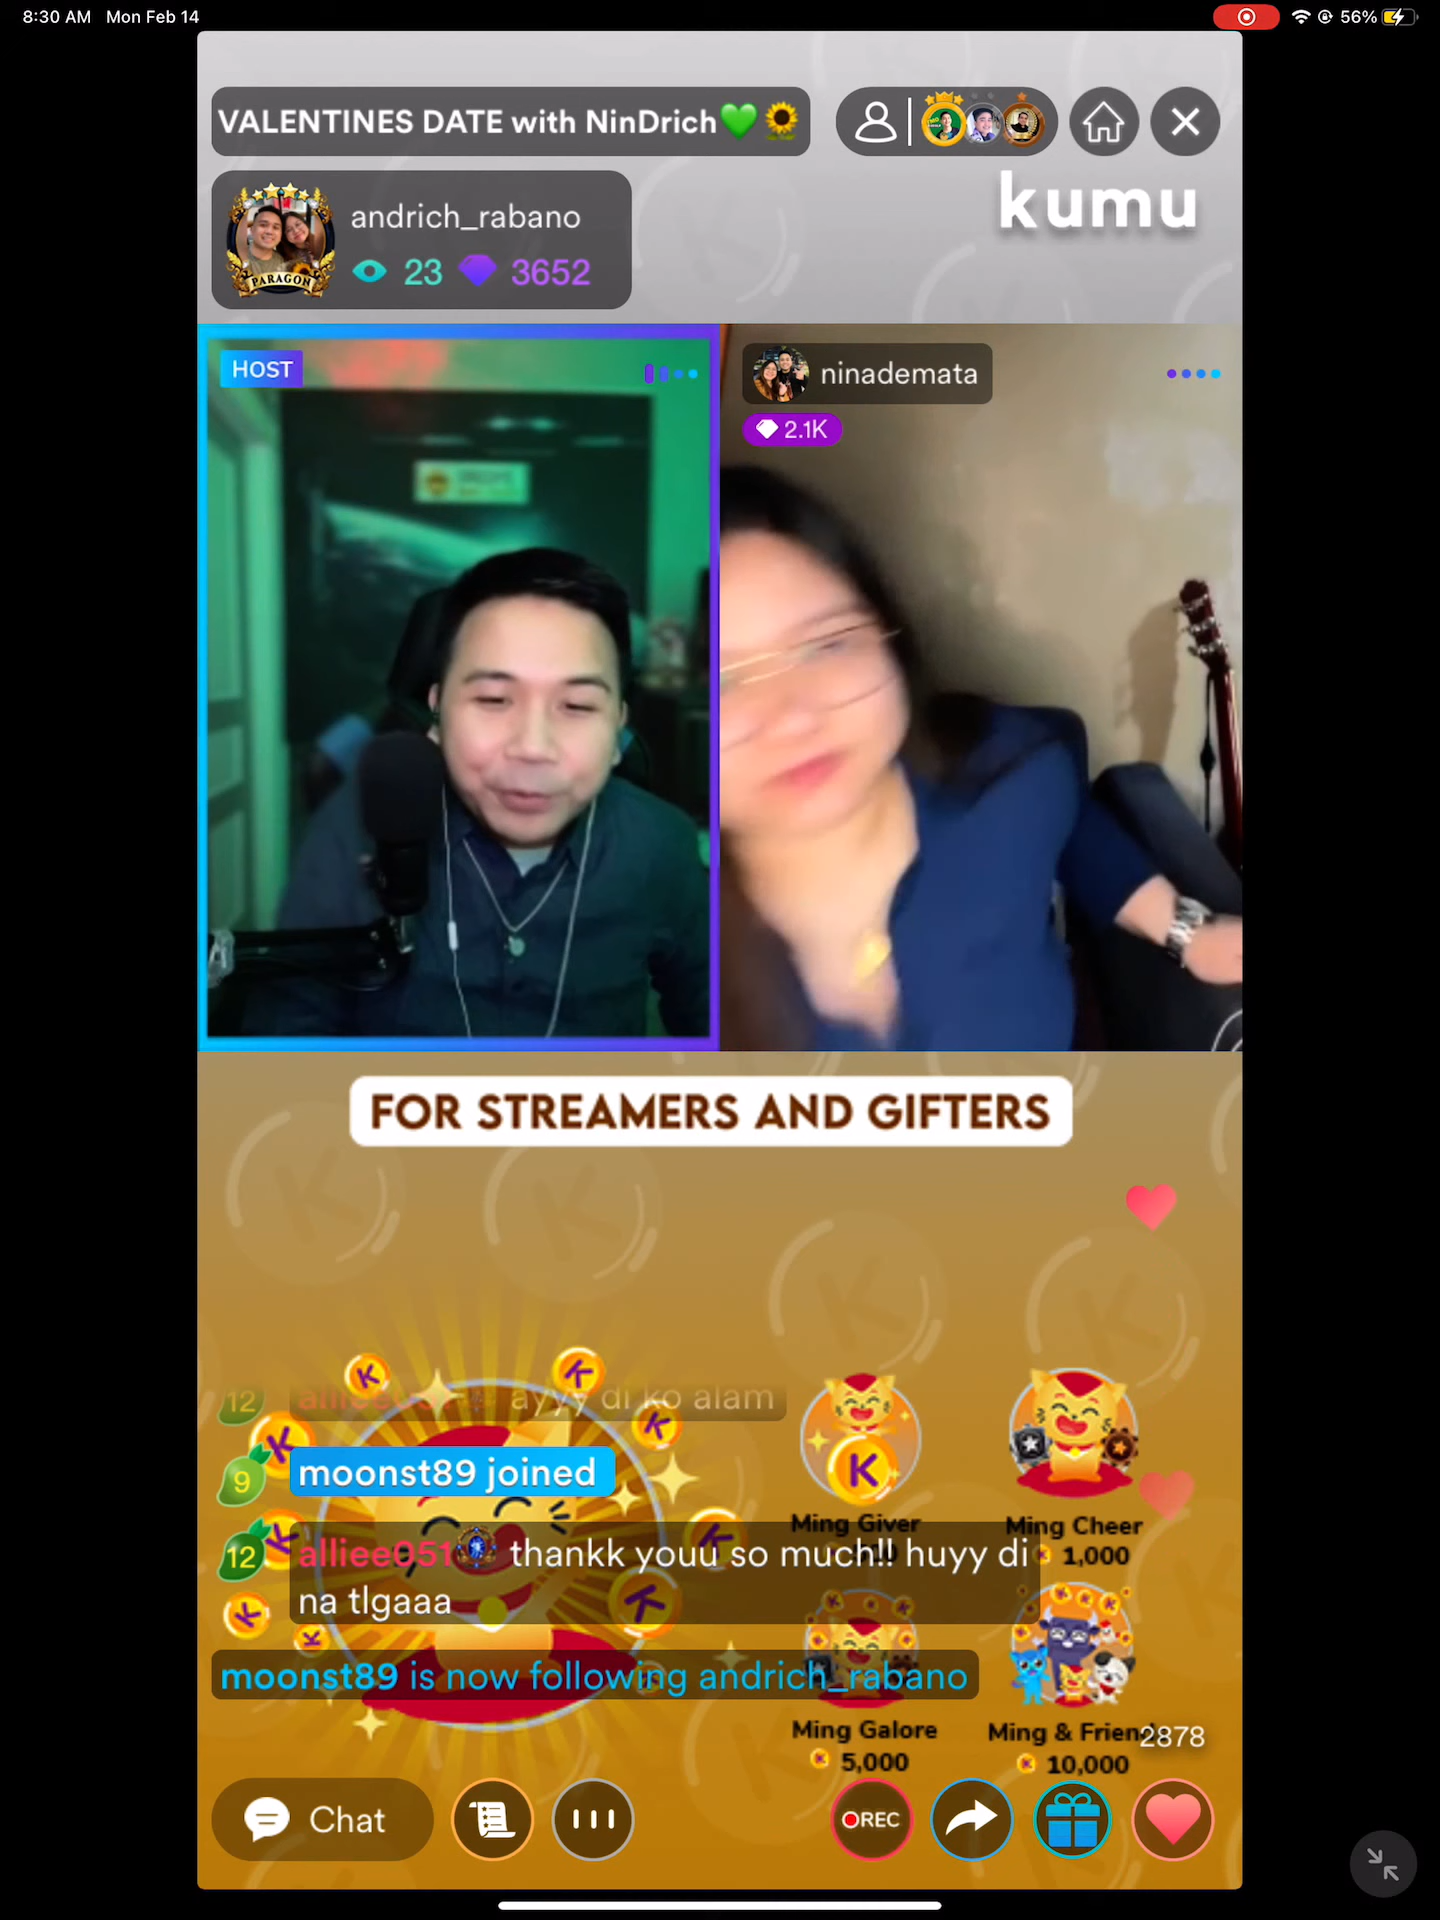 8:30 AM Mon Feb 14
56%
VALENTINES DATE with NinDrich
kumu
andrich_rabano
PARAGON
23 3652
HOST
ninademata
2.1K
FOR STREAMERS AND GIFTERS
12 ayyy di ko alam
9 moonst89 joined
12 alliee051 thankk youu so much!! huyy di
na tlgaaa
moonst89 is now following andrich_rabano
Ming Giver
Ming Cheer
1,000
Ming Galore
5,000
Ming & Friends
10,000
2878
Chat
REC